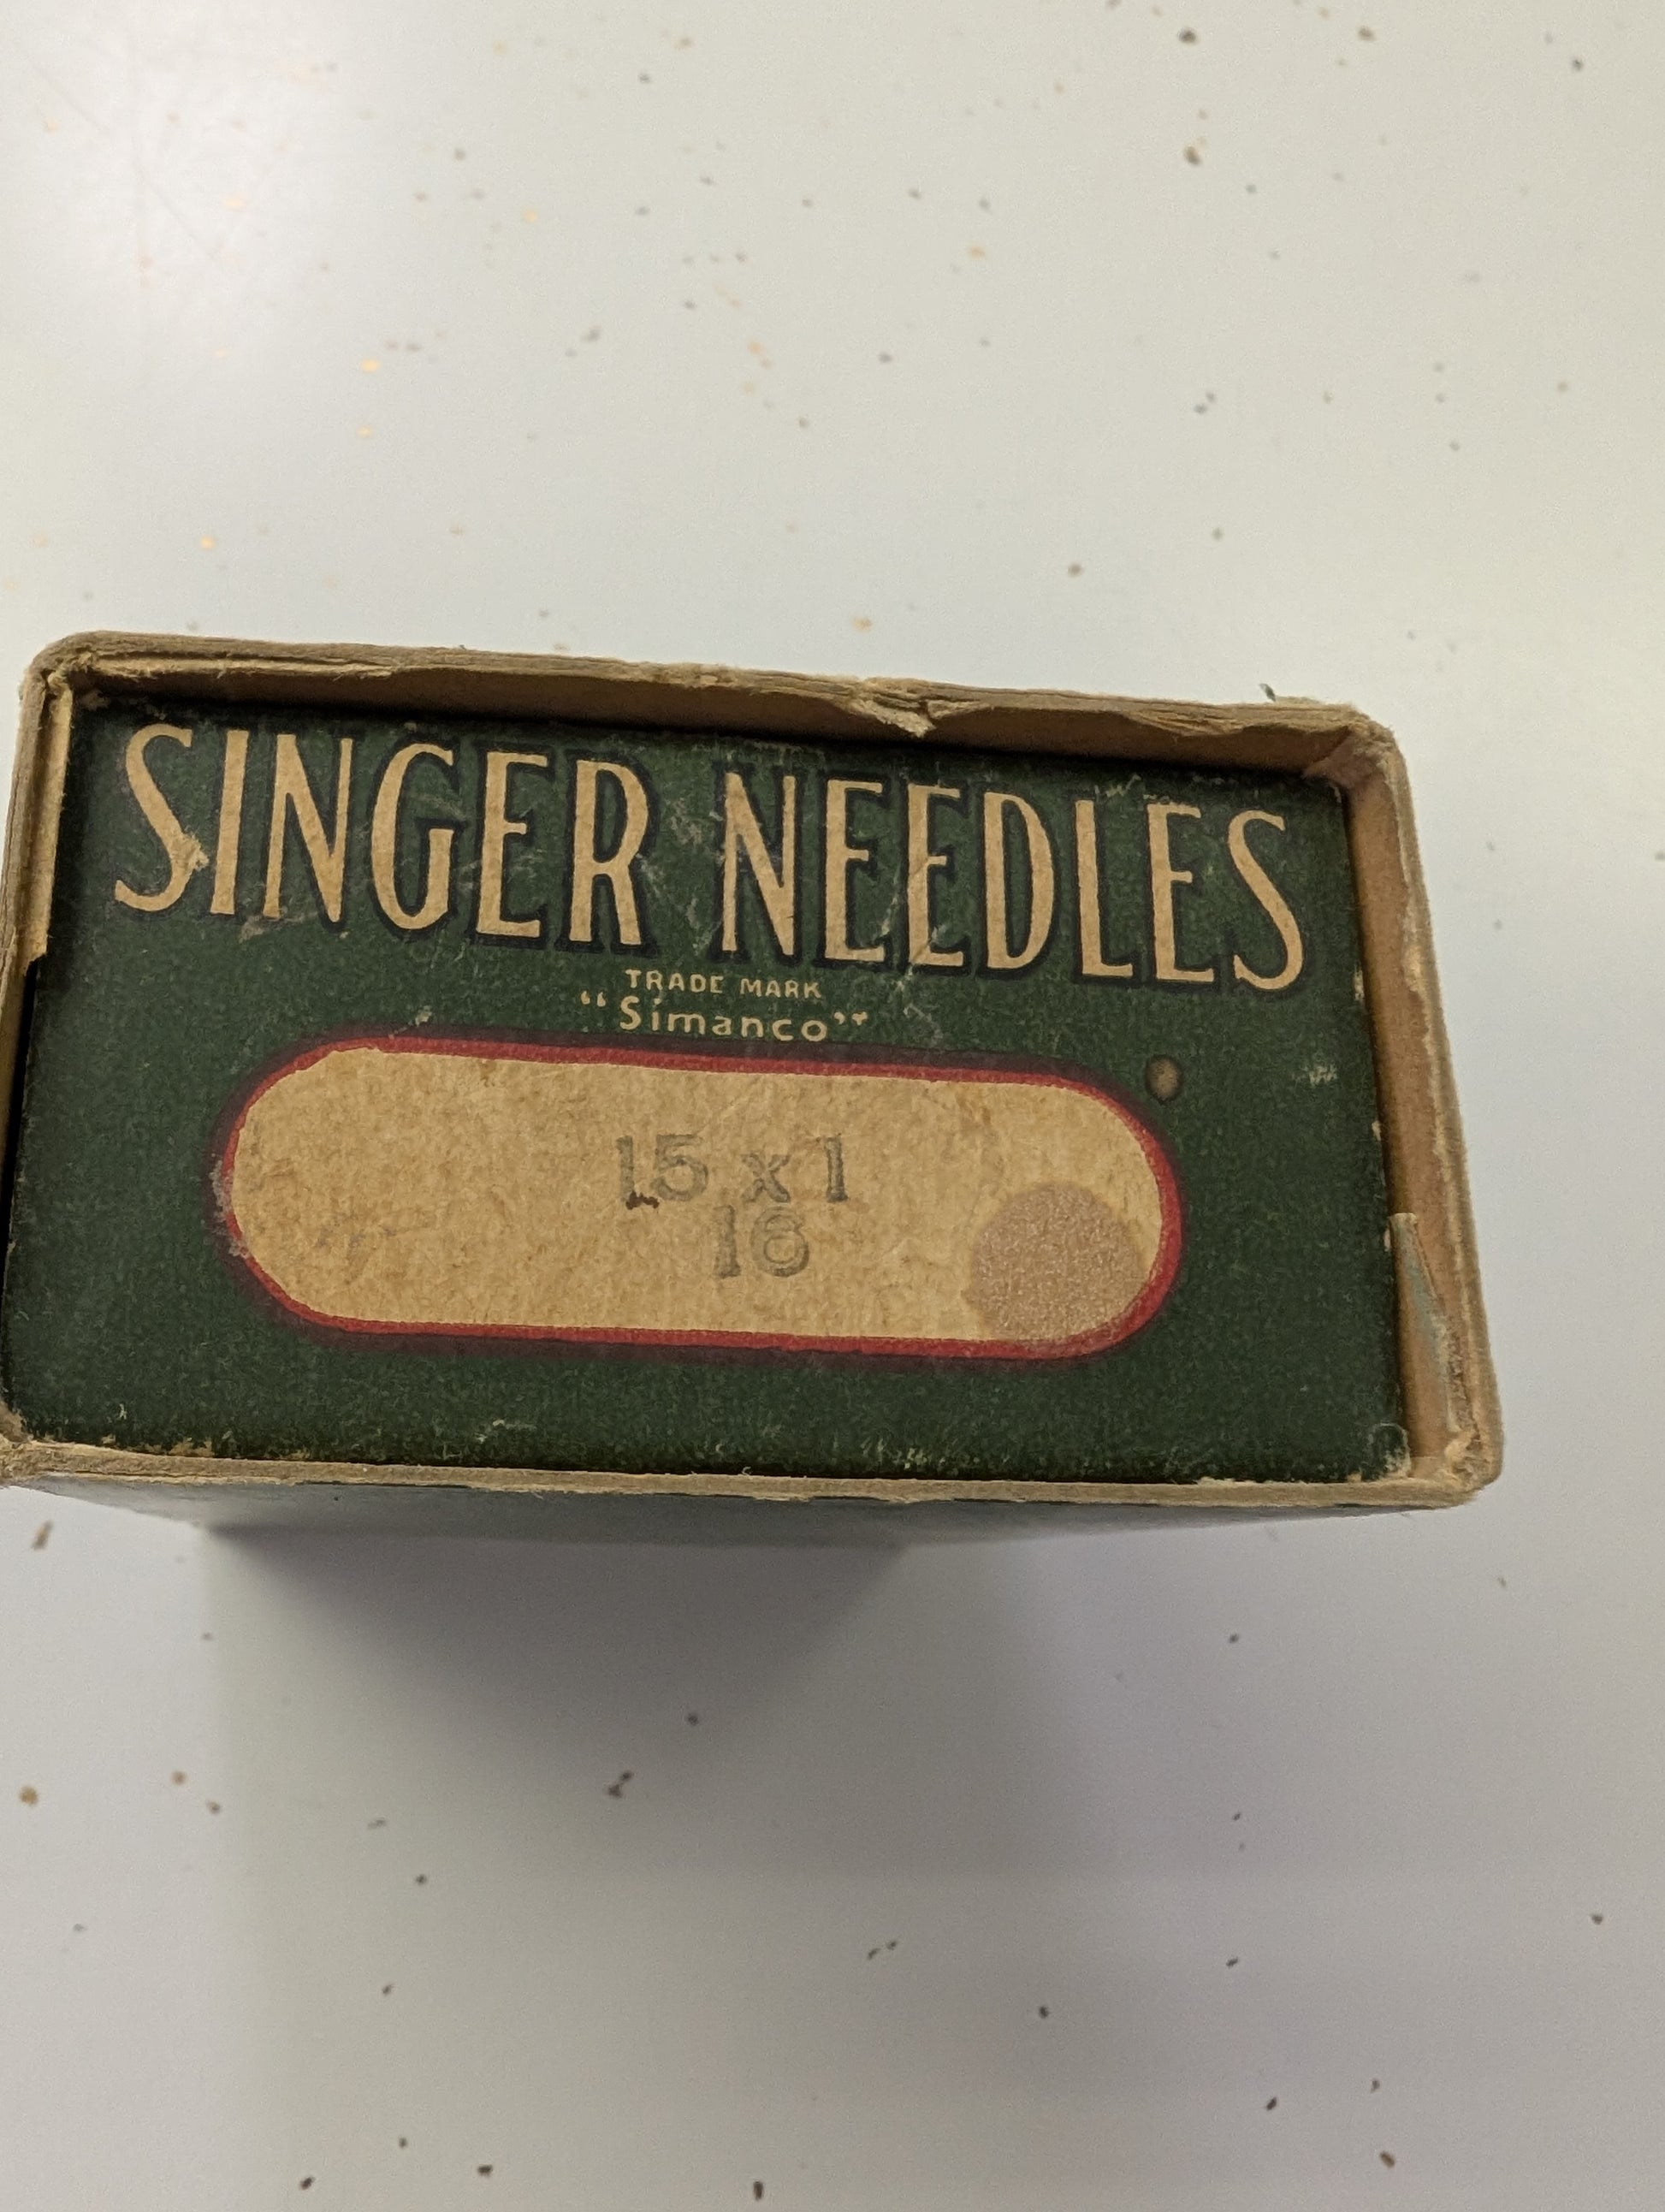 SINGER NEEDLES
TRADE MARK
"Simanco"
15 x 1
16